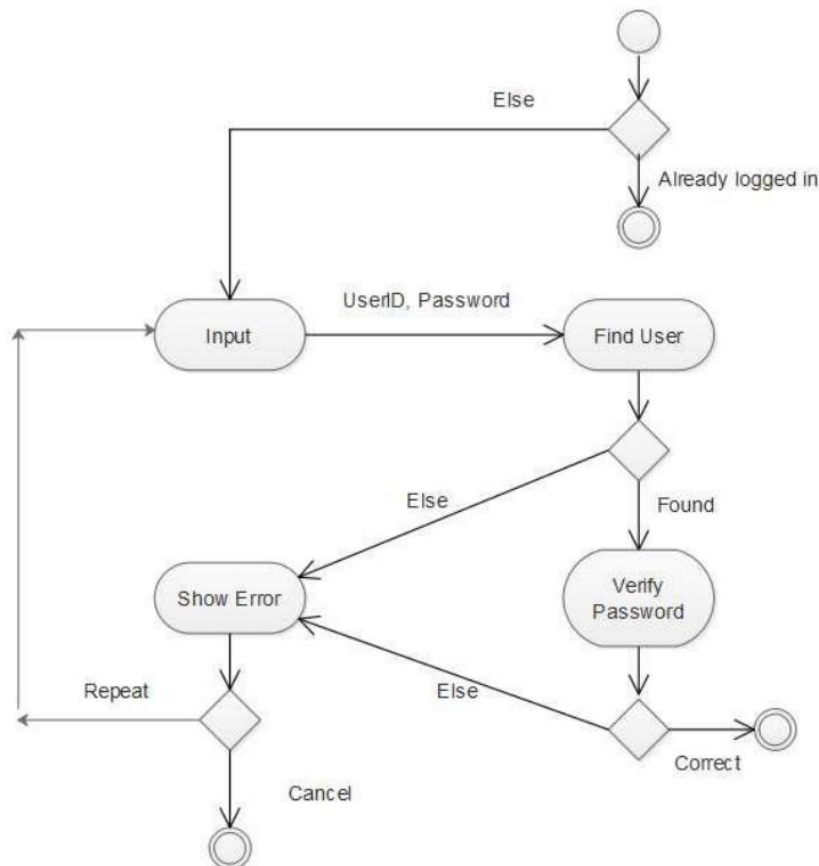 Else
Already logged in
UserID, Password
Input
Find User
Else
Found
Show Error
Verify
Password
Repeat
Else
Correct
Cancel